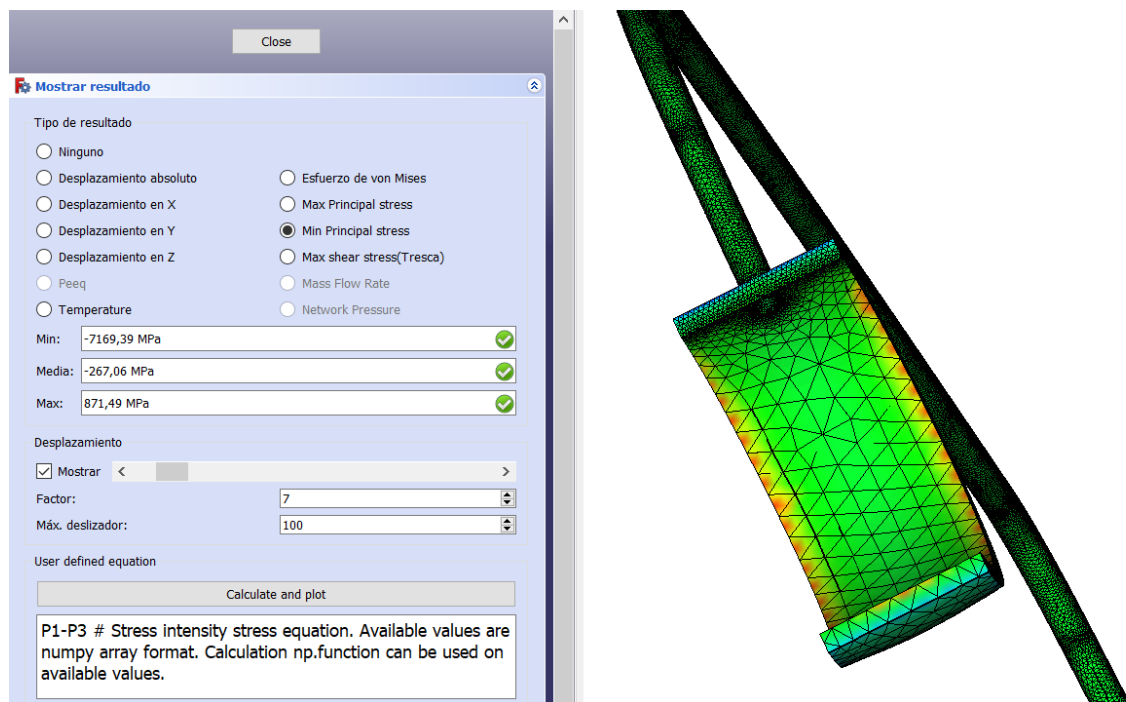 Close
Mostrar resultado
Tipo de resultado
Ninguno
Desplazamiento absoluto
Esfuerzo de von Mises
Desplazamiento en X
Max Principal stress
Desplazamiento en Y
Min Principal stress
Desplazamiento en Z
Max shear stress(Tresca)
Peeq
Mass Flow Rate
Temperature
Network Pressure
Min: -7169,39 MPa
Media: -267,06 MPa
Max: 871,49 MPa
Desplazamiento
Mostrar
Factor: 7
Máx. deslizador: 100
User defined equation
Calculate and plot
P1-P3 # Stress intensity stress equation. Available values are
numpy array format. Calculation np.function can be used on
available values.